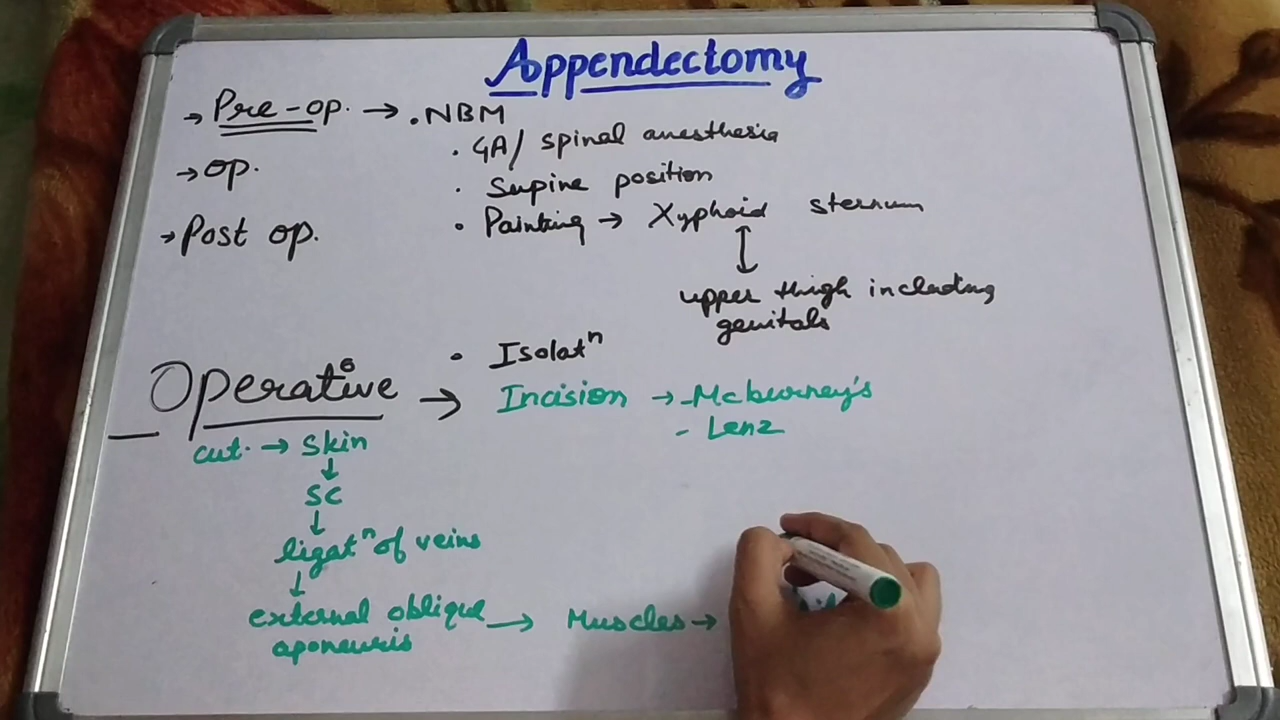 Appendectomy
→ Pre-op. → . NBM
. GA/ spinal anesthesia
→ op.
. Supine position
. Painting → Xyphoid sternum
→ Post op.
upper thigh including
genitals
. Isolatⁿ
Operative →
Incision → - Mcburney's
- Lenz
cut. → Skin
↓
SC
↓
ligatⁿ of veins
↓
external oblique → Muscles →
aponeuris